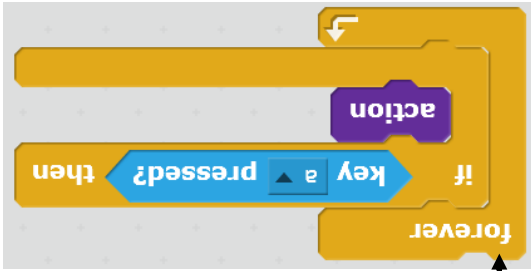 forever
if key a pressed? then
action